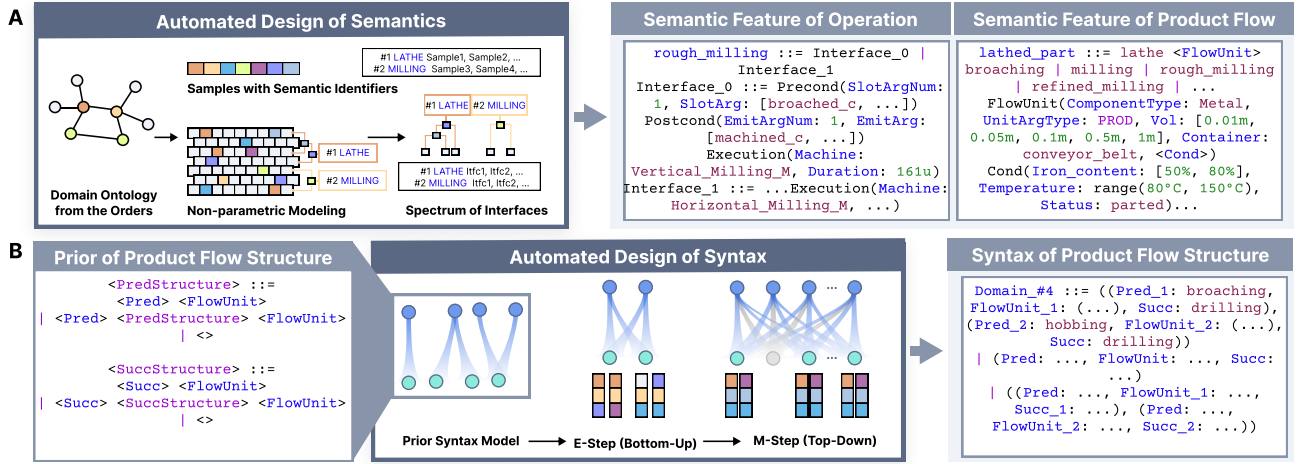 A
Automated Design of Semantics
Samples with Semantic Identifiers
#1 LATHE Sample1, Sample2, ...
#2 MILLING Sample3, Sample4, ...
Domain Ontology
from the Orders
#1 LATHE
#2 MILLING
Non-parametric Modeling
#1 LATHE #2 MILLING
#1 LATHE Itfc1, Itfc2, ...
#2 MILLING Itfc1, Itfc2, ...
Spectrum of Interfaces
Semantic Feature of Operation
rough_milling ::= Interface_0 |
Interface_1
Interface_0 ::= Precond(SlotArgNum:
1, SlotArg: [broached_c, ...])
Postcond(EmitArgNum: 1, EmitArg:
[machined_c, ...])
Execution(Machine:
Vertical_Milling_M, Duration: 161u)
Interface_1 ::= ...Execution(Machine:
Horizontal_Milling_M, ...)
Semantic Feature of Product Flow
lathed_part ::= lathe <FlowUnit>
broaching | milling | rough_milling
| refined_milling | ...
FlowUnit(ComponentType: Metal,
UnitArgType: PROD, Vol: [0.01m,
0.05m, 0.1m, 0.5m, 1m], Container:
conveyor_belt, <Cond>)
Cond(Iron_content: [50%, 80%],
Temperature: range(80°C, 150°C),
Status: parted)...
B
Prior of Product Flow Structure
<PredStructure> ::=
<Pred> <FlowUnit>
| <Pred> <PredStructure> <FlowUnit>
| <>
<SuccStructure> ::=
<Succ> <FlowUnit>
| <Succ> <SuccStructure> <FlowUnit>
| <>
Automated Design of Syntax
...
...
...
Prior Syntax Model
E-Step (Bottom-Up)
M-Step (Top-Down)
Syntax of Product Flow Structure
Domain_#4 ::= ((Pred_1: broaching,
FlowUnit_1: (...), Succ: drilling),
(Pred_2: hobbing, FlowUnit_2: (...),
Succ: drilling))
| (Pred: ..., FlowUnit: ..., Succ:
...)
| ((Pred: ..., FlowUnit_1: ...,
Succ_1: ...), (Pred: ...,
FlowUnit_2: ..., Succ_2: ...))